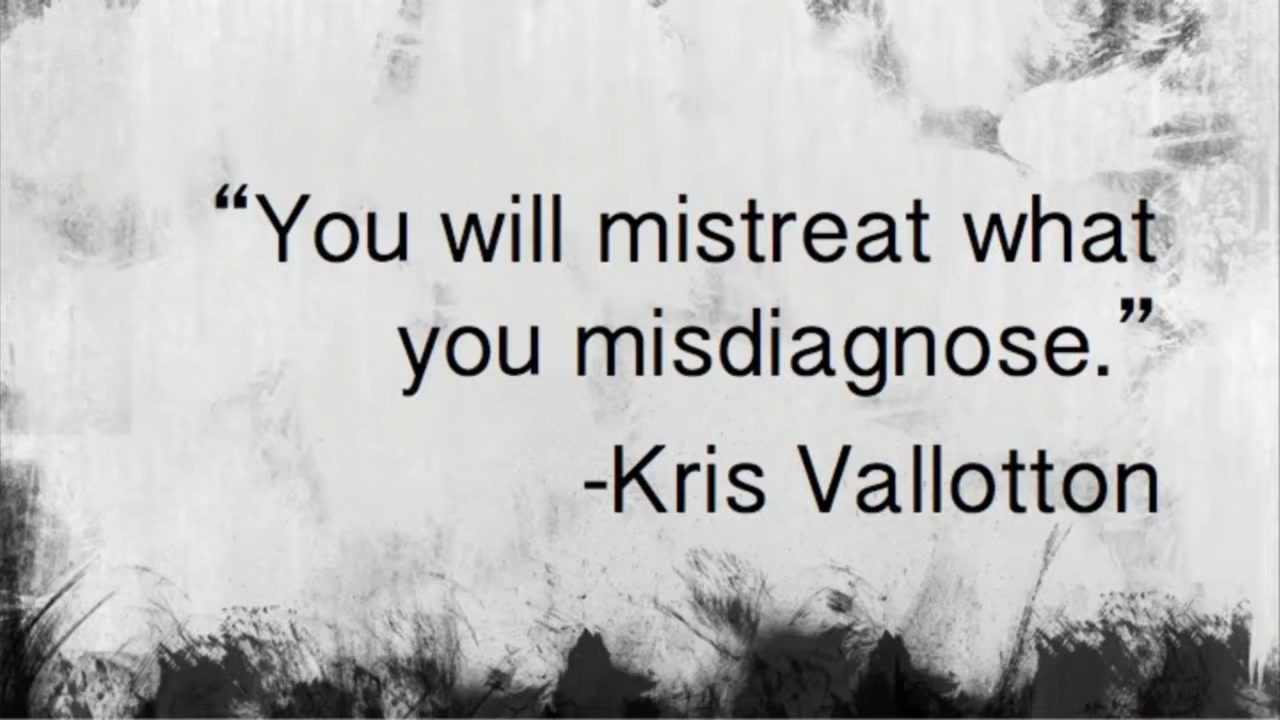 “You will mistreat what
you misdiagnose.”
-Kris Vallotton